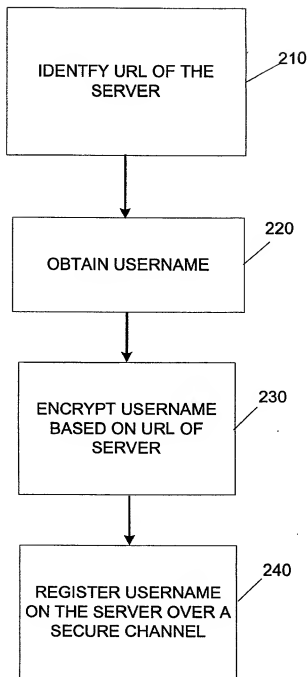 IDENTFY URL OF THE
SERVER
210
220
OBTAIN USERNAME
230
ENCRYPT USERNAME
BASED ON URL OF
SERVER
240
REGISTER USERNAME
ON THE SERVER OVER A
SECURE CHANNEL